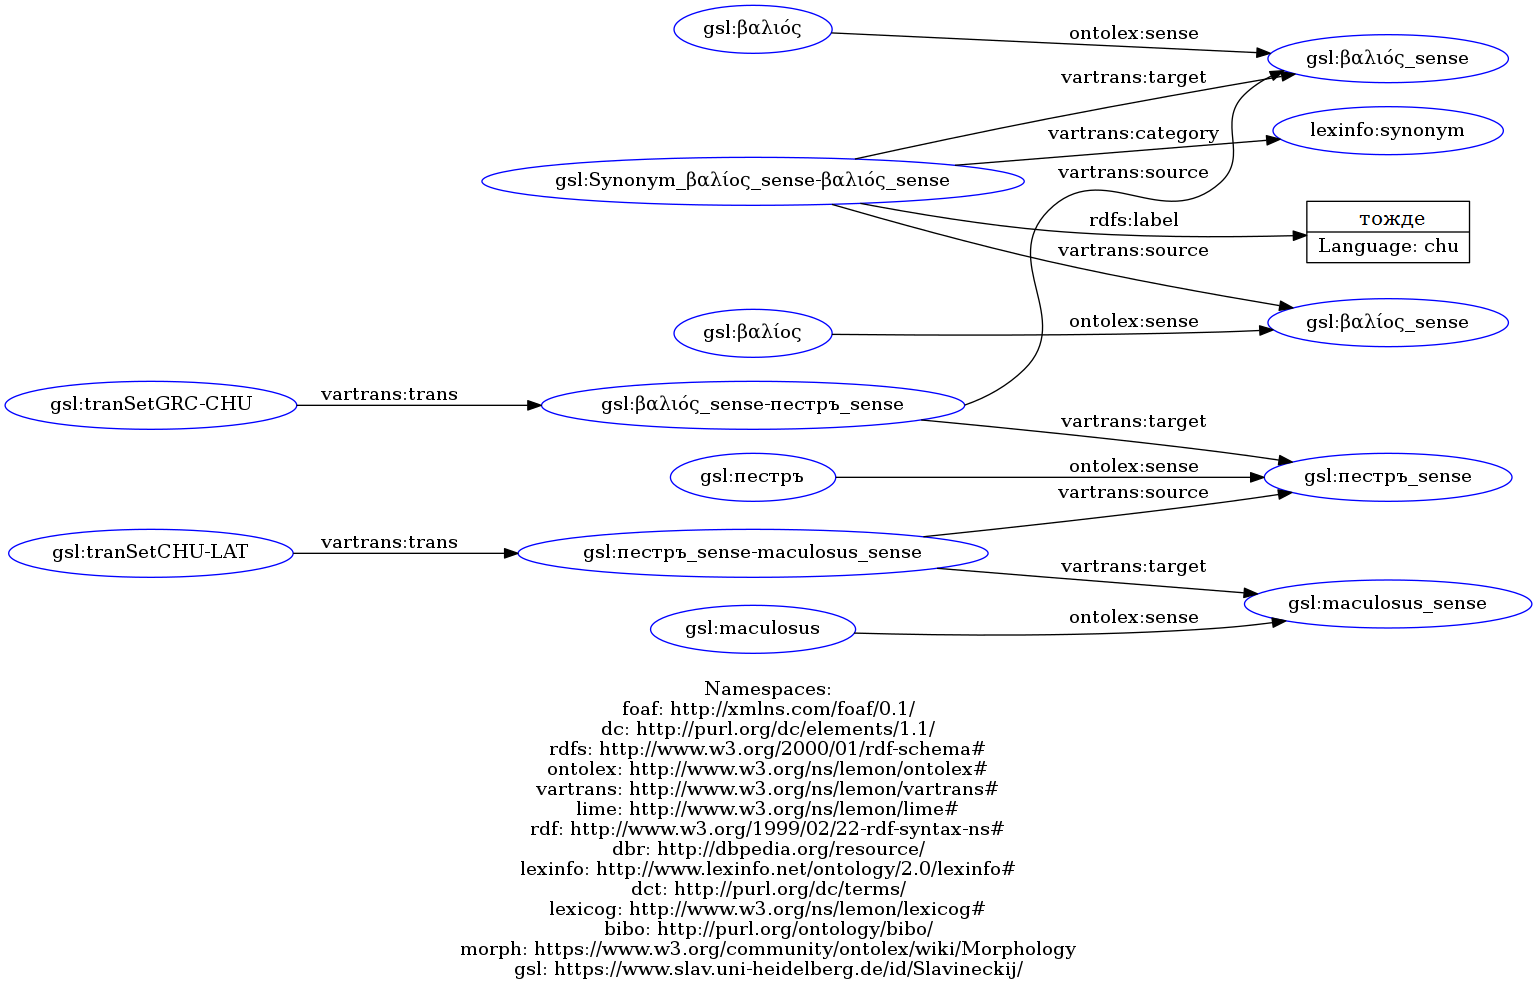 gsl:βαλιός
ontolex:sense
gsl:βαλιός_sense
vartrans:target
vartrans:category
lexinfo:synonym
gsl:Synonym_βαλίος_sense-βαλιός_sense
vartrans:source
rdfs:label
тожде
Language: chu
vartrans:source
gsl:βαλίος
ontolex:sense
gsl:βαλίος_sense
gsl:tranSetGRC-CHU
vartrans:trans
gsl:βαλιός_sense-пестръ_sense
vartrans:target
gsl:пестръ
ontolex:sense
gsl:пестръ_sense
vartrans:source
gsl:tranSetCHU-LAT
vartrans:trans
gsl:пестръ_sense-maculosus_sense
vartrans:target
gsl:maculosus_sense
gsl:maculosus
ontolex:sense
Namespaces:
foaf: http://xmlns.com/foaf/0.1/
dc: http://purl.org/dc/elements/1.1/
rdfs: http://www.w3.org/2000/01/rdf-schema#
ontolex: http://www.w3.org/ns/lemon/ontolex#
vartrans: http://www.w3.org/ns/lemon/vartrans#
lime: http://www.w3.org/ns/lemon/lime#
rdf: http://www.w3.org/1999/02/22-rdf-syntax-ns#
dbr: http://dbpedia.org/resource/
lexinfo: http://www.lexinfo.net/ontology/2.0/lexinfo#
dct: http://purl.org/dc/terms/
lexicog: http://www.w3.org/ns/lemon/lexicog#
bibo: http://purl.org/ontology/bibo/
morph: https://www.w3.org/community/ontolex/wiki/Morphology
gsl: https://www.slav.uni-heidelberg.de/id/Slavineckij/